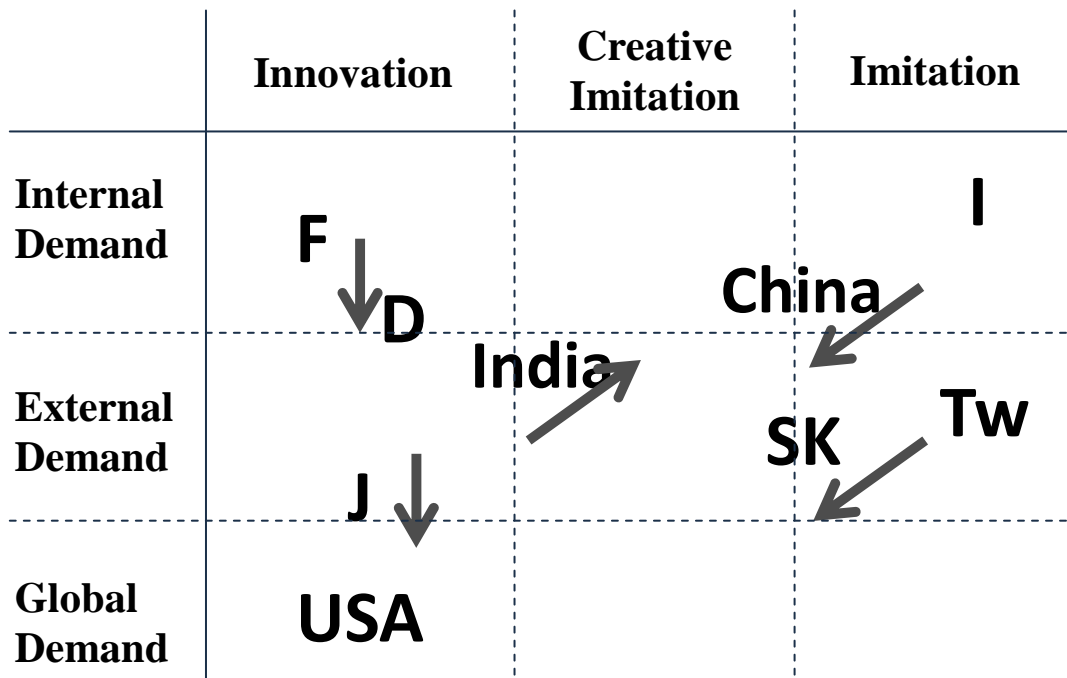 Innovation
Creative
Imitation
Imitation
Internal
Demand
F
D
China
I
External
Demand
India
J
SK
Tw
Global
Demand
USA